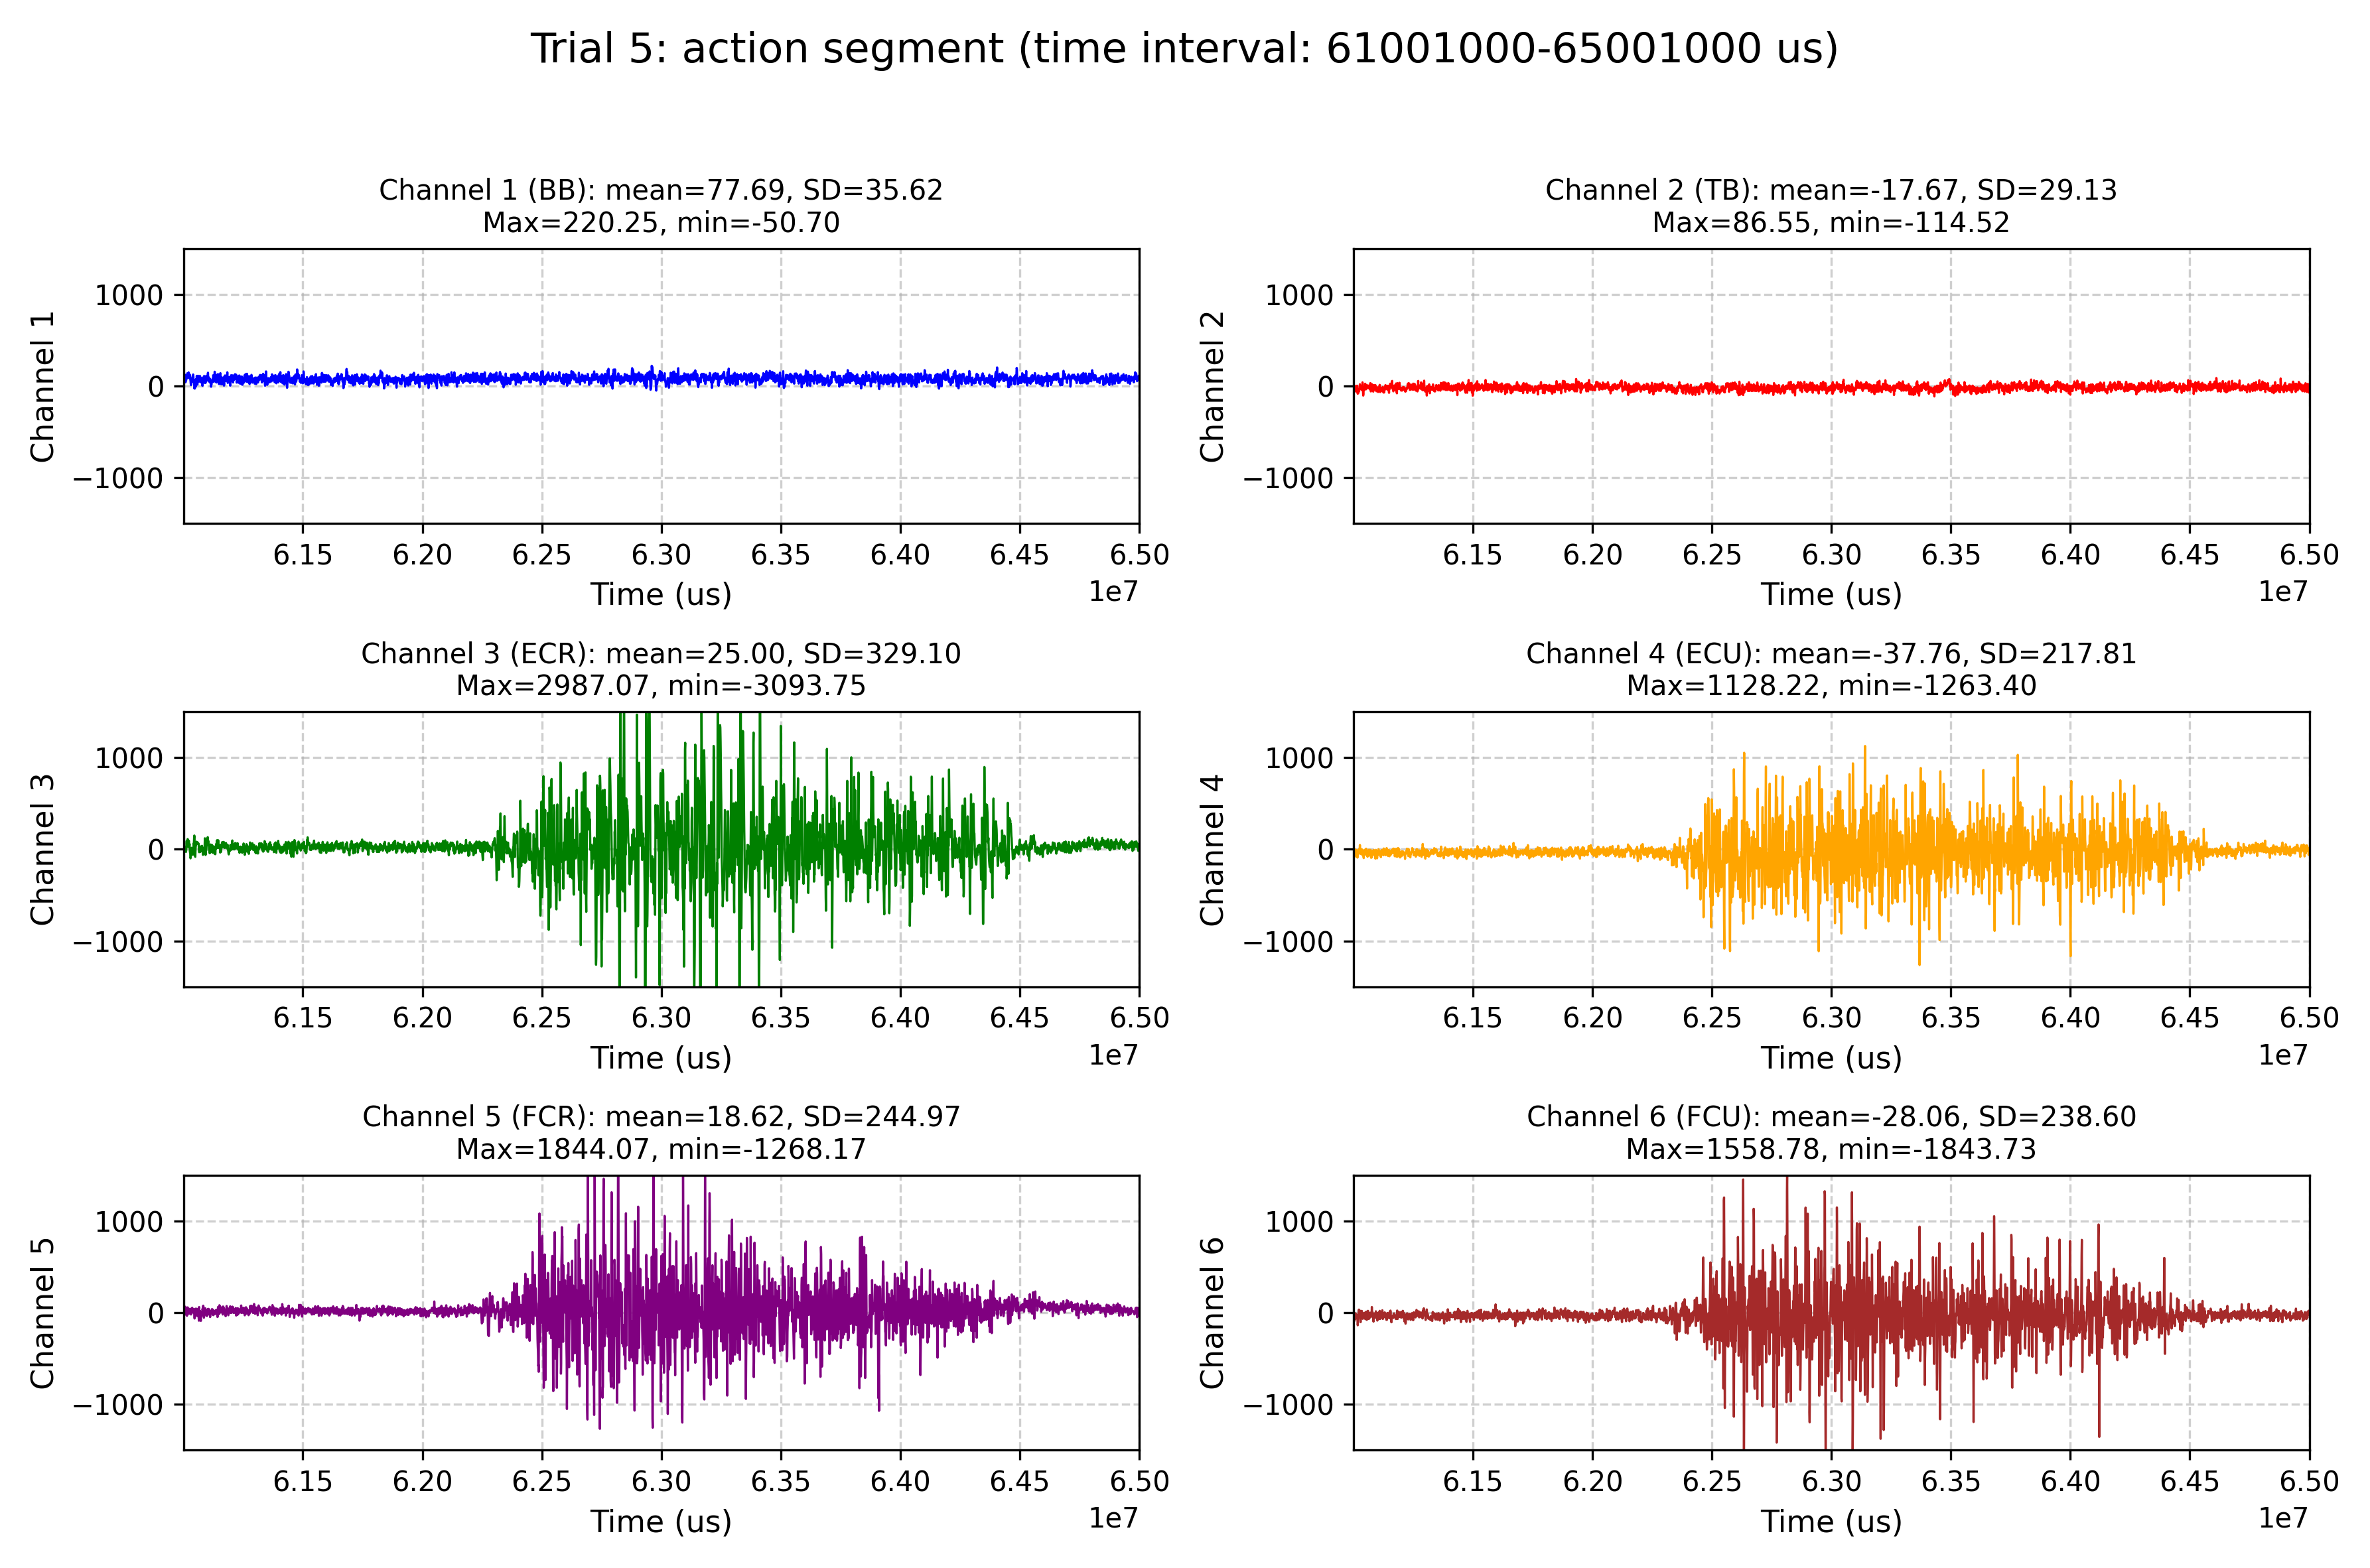 Trial 5: action segment (time interval: 61001000-65001000 us)
Channel 1 (BB): mean=77.69, SD=35.62
Max=220.25, min=-50.70
Channel 1
1000
0
−1000
6.15 6.20 6.25 6.30 6.35 6.40 6.45 6.50
Time (us)
1e7
Channel 2 (TB): mean=-17.67, SD=29.13
Max=86.55, min=-114.52
Channel 2
1000
0
−1000
6.15 6.20 6.25 6.30 6.35 6.40 6.45 6.50
Time (us)
1e7
Channel 3 (ECR): mean=25.00, SD=329.10
Max=2987.07, min=-3093.75
Channel 3
1000
0
−1000
6.15 6.20 6.25 6.30 6.35 6.40 6.45 6.50
Time (us)
1e7
Channel 4 (ECU): mean=-37.76, SD=217.81
Max=1128.22, min=-1263.40
Channel 4
1000
0
−1000
6.15 6.20 6.25 6.30 6.35 6.40 6.45 6.50
Time (us)
1e7
Channel 5 (FCR): mean=18.62, SD=244.97
Max=1844.07, min=-1268.17
Channel 5
1000
0
−1000
6.15 6.20 6.25 6.30 6.35 6.40 6.45 6.50
Time (us)
1e7
Channel 6 (FCU): mean=-28.06, SD=238.60
Max=1558.78, min=-1843.73
Channel 6
1000
0
−1000
6.15 6.20 6.25 6.30 6.35 6.40 6.45 6.50
Time (us)
1e7